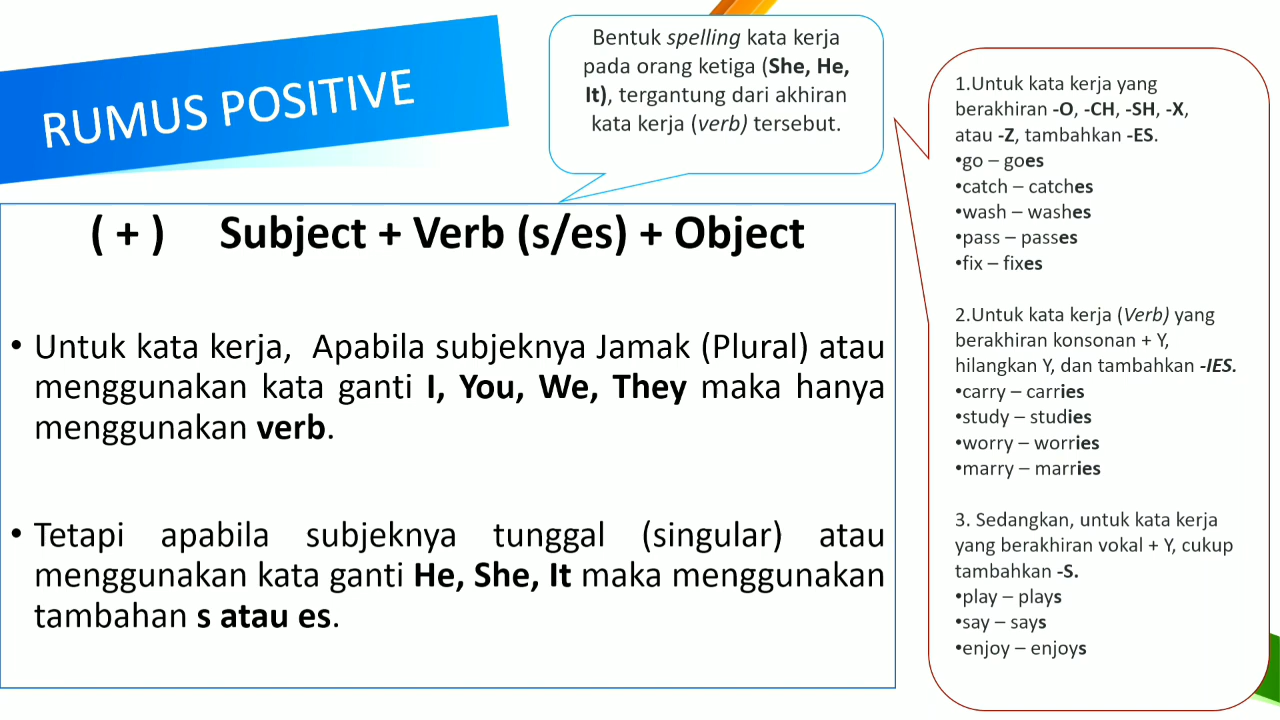 RUMUS POSITIVE
Bentuk spelling kata kerja
pada orang ketiga (She, He,
It), tergantung dari akhiran
kata kerja (verb) tersebut.
( + ) Subject + Verb (s/es) + Object
• Untuk kata kerja, Apabila subjeknya Jamak (Plural) atau
menggunakan kata ganti I, You, We, They maka hanya
menggunakan verb.
• Tetapi apabila subjeknya tunggal (singular) atau
menggunakan kata ganti He, She, It maka menggunakan
tambahan s atau es.
1.Untuk kata kerja yang
berakhiran -O, -CH, -SH, -X,
atau -Z, tambahkan -ES.
•go – goes
•catch – catches
•wash – washes
•pass – passes
•fix – fixes
2.Untuk kata kerja (Verb) yang
berakhiran konsonan + Y,
hilangkan Y, dan tambahkan -IES.
•carry – carries
•study – studies
•worry – worries
•marry – marries
3. Sedangkan, untuk kata kerja
yang berakhiran vokal + Y, cukup
tambahkan -S.
•play – plays
•say – says
•enjoy – enjoys